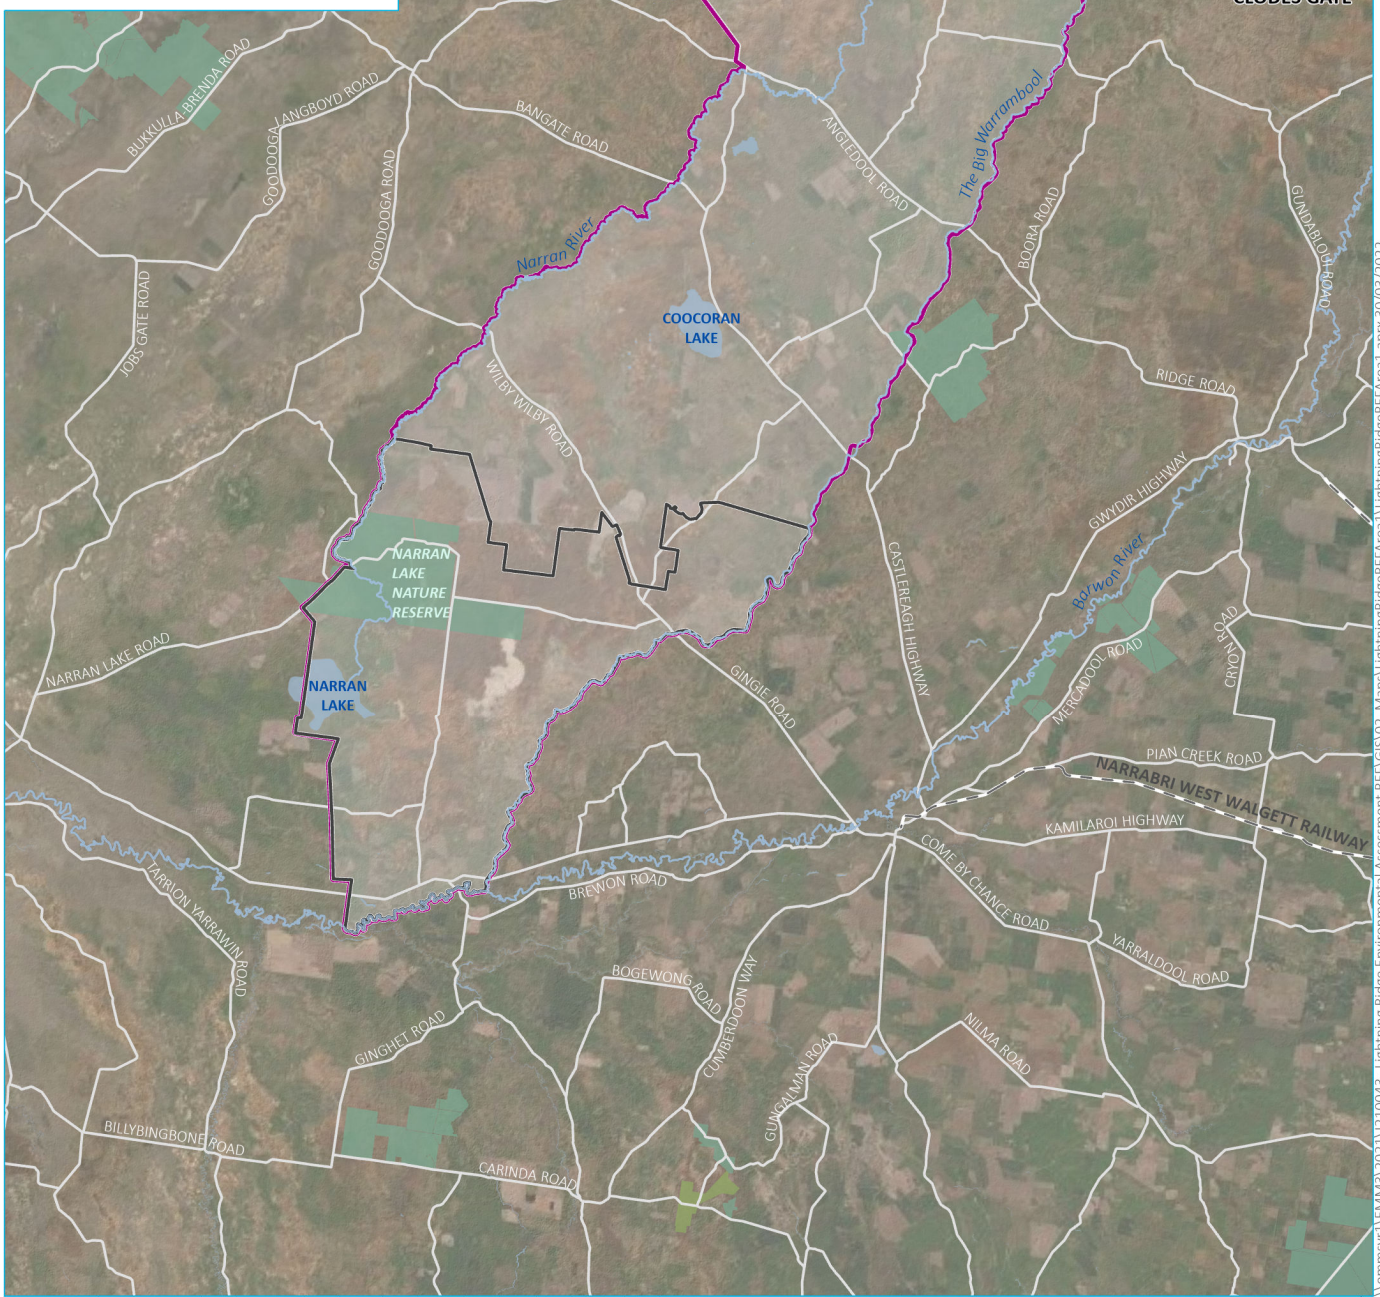 CLUDES GATE
BUKKULLA-BRENDA ROAD
GOODOOGA LANGBOYD ROAD
BANGATE ROAD
ANGLEDOOL ROAD
The Big Warrambool
GOODOOGA ROAD
BOORA ROAD
GUNDABLOUI ROAD
Narran River
JOBS GATE ROAD
COOCORAN
LAKE
WILBY WILBY ROAD
RIDGE ROAD
GWYDIR HIGHWAY
NARRAN
LAKE
NATURE
RESERVE
CASTLEREAGH HIGHWAY
Barwon River
NARRAN LAKE ROAD
NARRAN
LAKE
GINGIE ROAD
MERCADOOL ROAD
CRYON ROAD
PIAN CREEK ROAD
NARRABRI WEST WALGETT RAILWAY
KAMILAROI HIGHWAY
COME BY CHANCE ROAD
BREWON ROAD
TARRION YARRAWIN ROAD
YARRALDOOL ROAD
BOGEWONG ROAD
CUMBERDOON WAY
GINGHET ROAD
GUNGALMAN ROAD
NILMA ROAD
BILLYBINGBONE ROAD
CARINDA ROAD